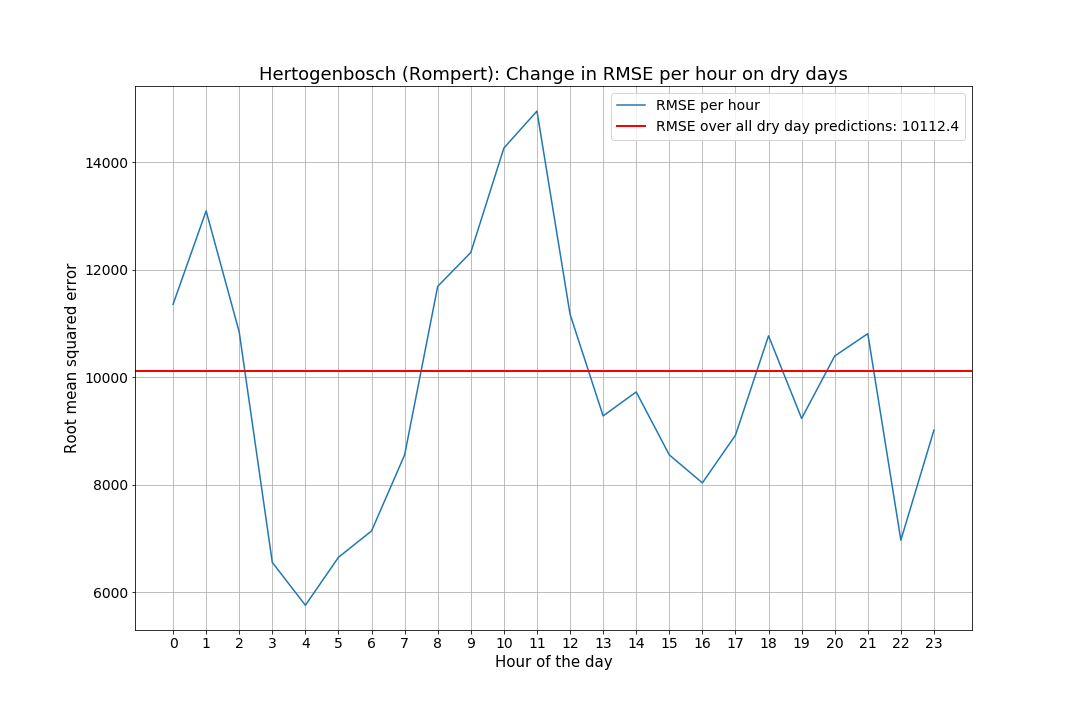 Hertogenbosch (Rompert): Change in RMSE per hour on dry days
RMSE per hour
RMSE over all dry day predictions: 10112.4
Root mean squared error
14000
12000
10000
8000
6000
0 1 2 3 4 5 6 7 8 9 10 11 12 13 14 15 16 17 18 19 20 21 22 23
Hour of the day